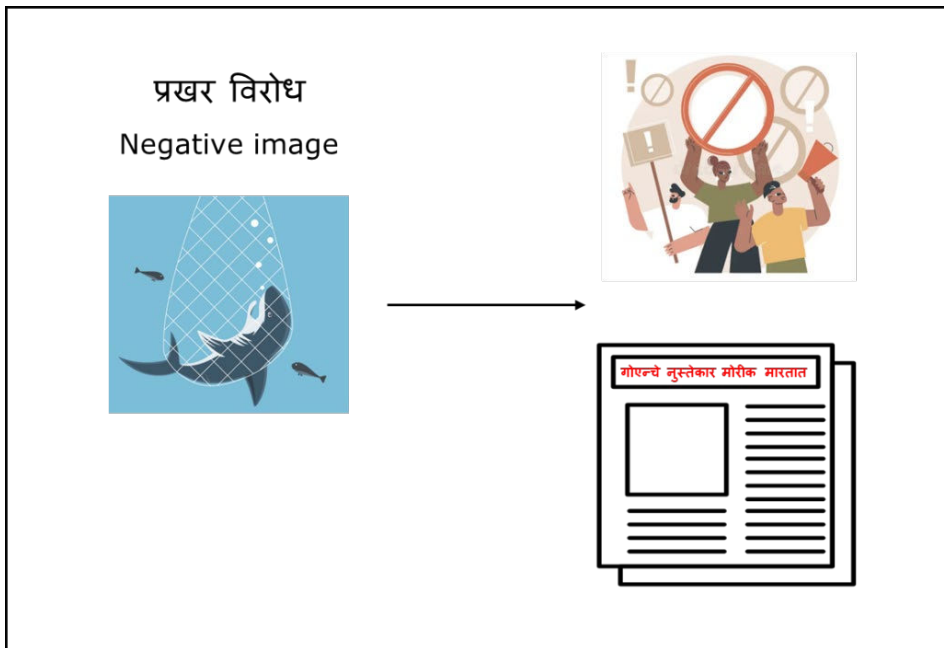 प्रखर विरोध
Negative image
गोएन्चे नुस्तेकार मोरीक मारतात